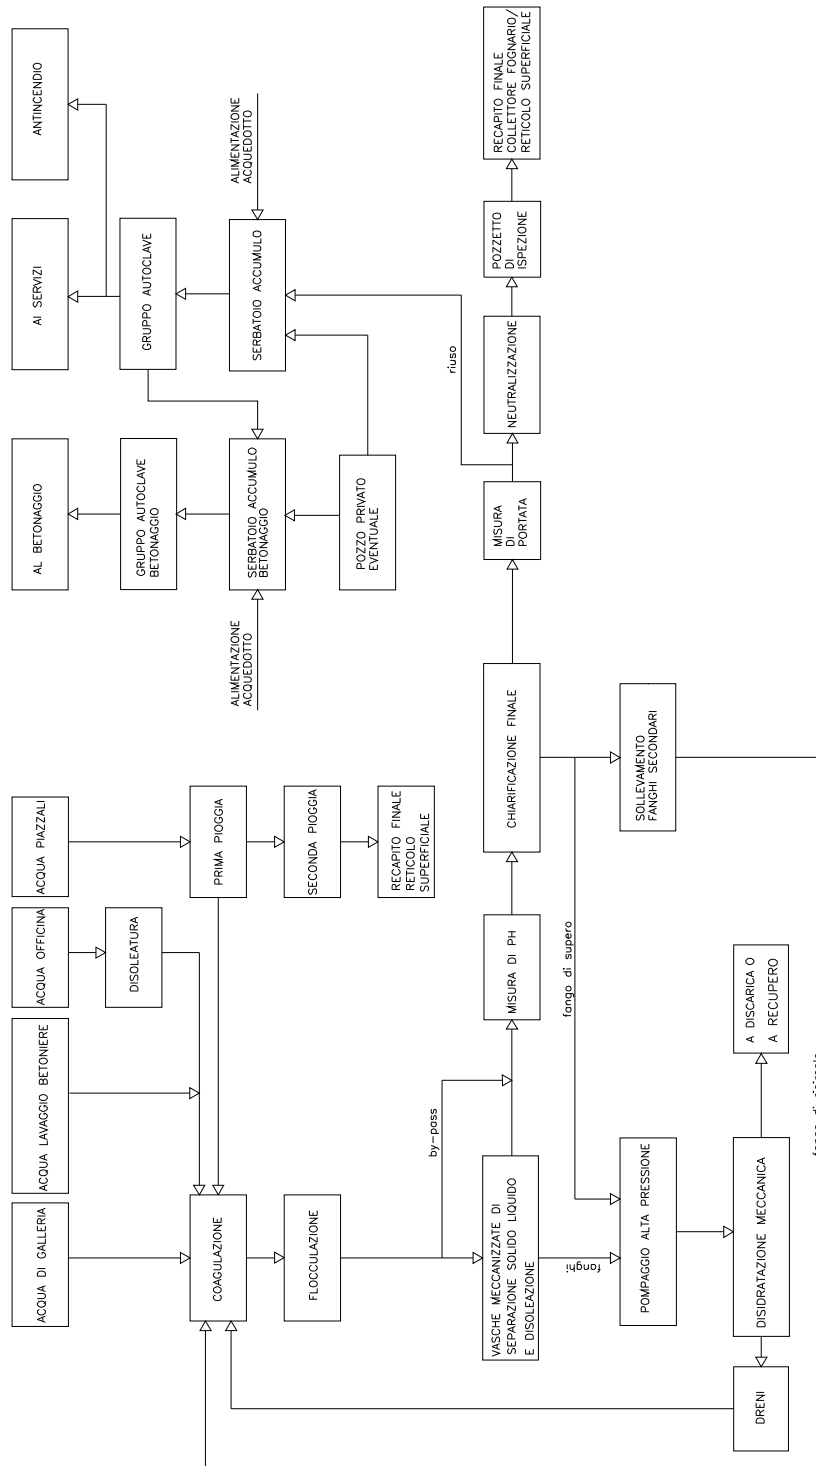 ACQUA DI GALLERIA
ACQUA LAVAGGIO BETONIERE
ACQUA OFFICINA
ACQUA PIAZZALI
AL BETONAGGIO
AI SERVIZI
ANTINCENDIO
DISOLEATURA
GRUPPO AUTOCLAVE
BETONAGGIO
GRUPPO AUTOCLAVE
COAGULAZIONE
PRIMA PIOGGIA
ALIMENTAZIONE
ACQUEDOTTO
SERBATOIO ACCUMULO
BETONAGGIO
SERBATOIO ACCUMULO
ALIMENTAZIONE
ACQUEDOTTO
FLOCCULAZIONE
SECONDA PIOGGIA
POZZO PRIVATO
EVENTUALE
RECAPITO FINALE
RETICOLO
SUPERFICIALE
by-pass
riuso
VASCHE MECCANIZZATE DI
SEPARAZIONE SOLIDO LIQUIDO
E DISOLEAZIONE
MISURA DI PH
CHIARIFICAZIONE FINALE
MISURA
DI
PORTATA
NEUTRALIZZAZIONE
POZZETTO
DI
ISPEZIONE
RECAPITO FINALE
COLLETTORE FOGNARIO/
RETICOLO SUPERFICIALE
fanghi
fango di supero
POMPAGGIO ALTA PRESSIONE
SOLLEVAMENTO
FANGHI SECONDARI
DRENI
DISIDRATAZIONE MECCANICA
A DISCARICA O
A RECUPERO